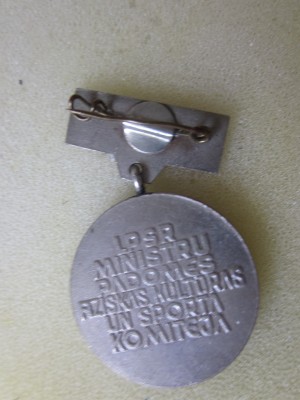 LPSR
MINISTRU
PADOMES
FIZISKĀS KULTŪRAS
UN SPORTA
KOMITEJA